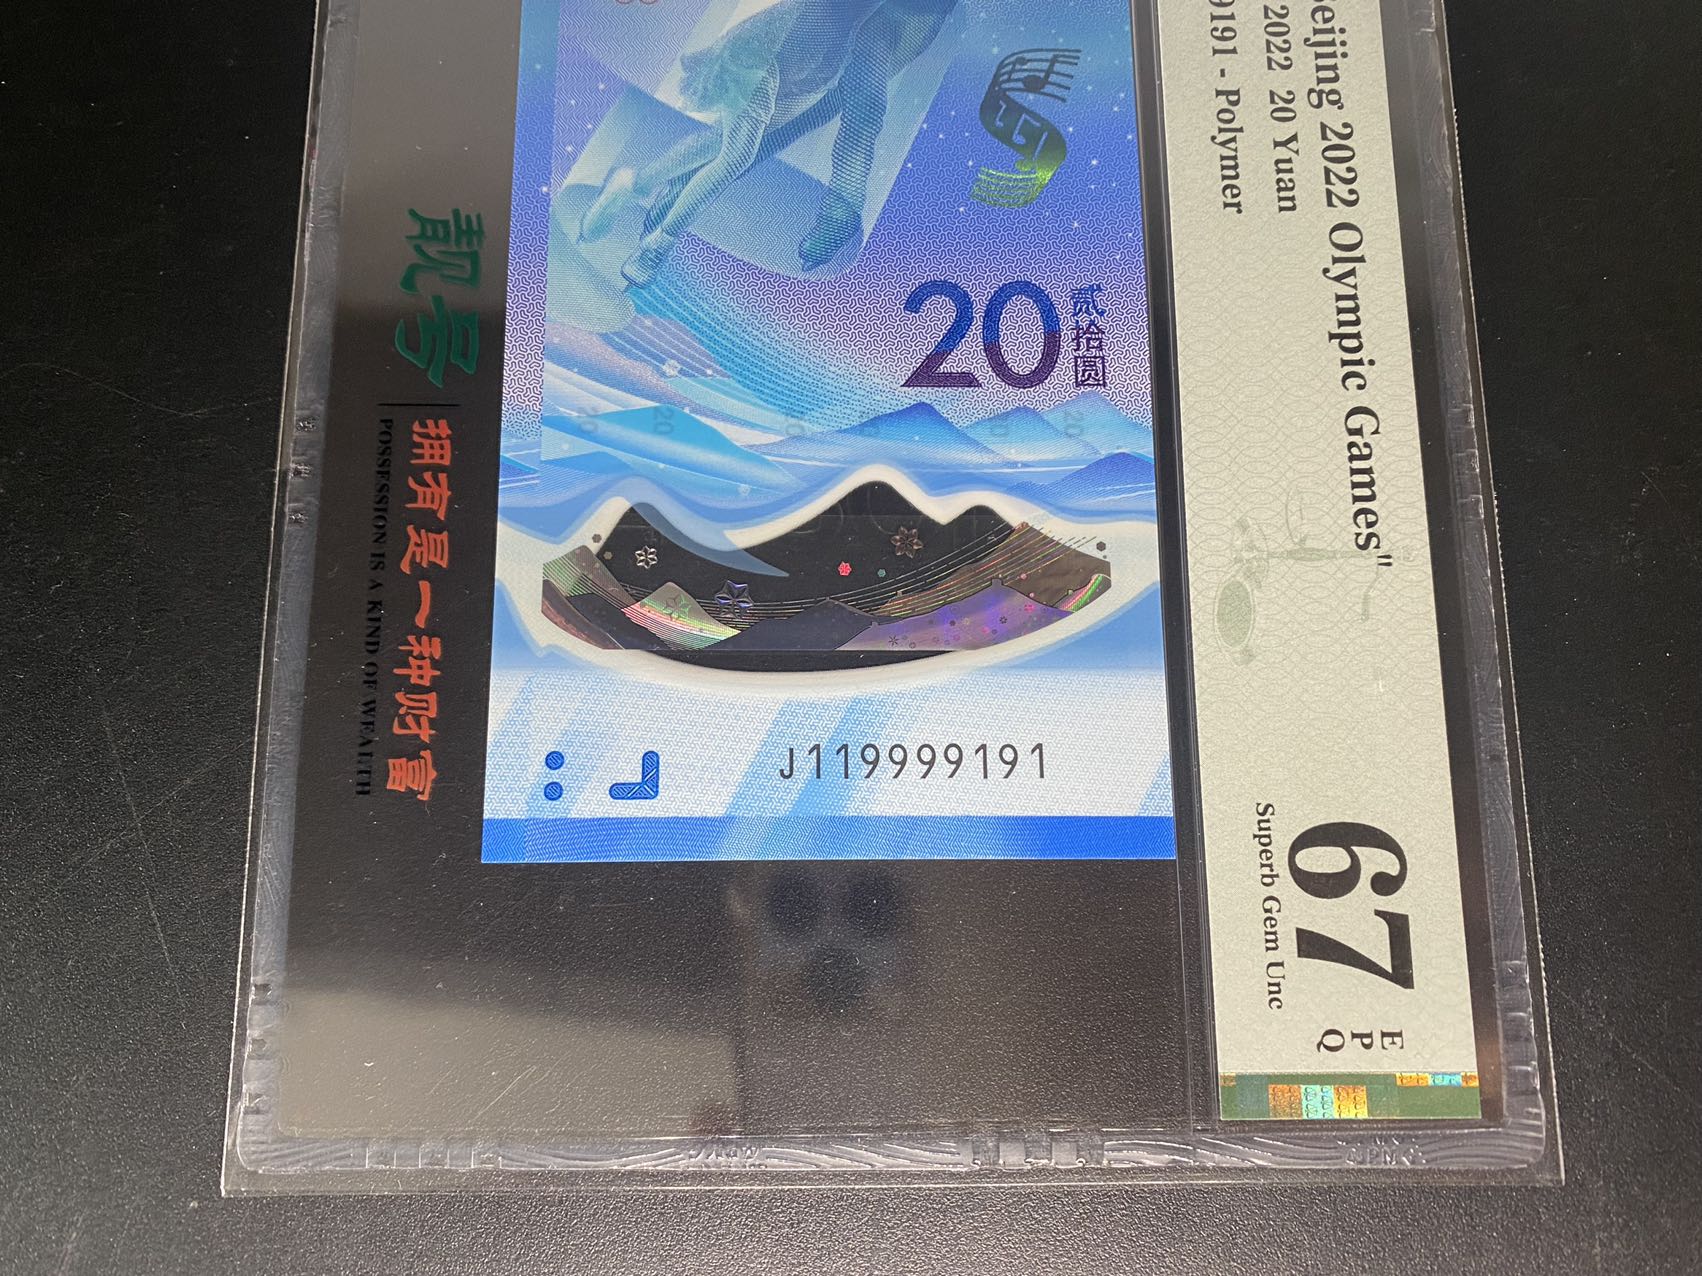 20
贰拾圆
J119999191
靓号
拥有是一种财富
POSSESSION IS A KIND OF WEALTH
Beijing 2022 Olympic Games"
2022 20 Yuan
9191 - Polymer
67
EPQ
Superb Gem Unc